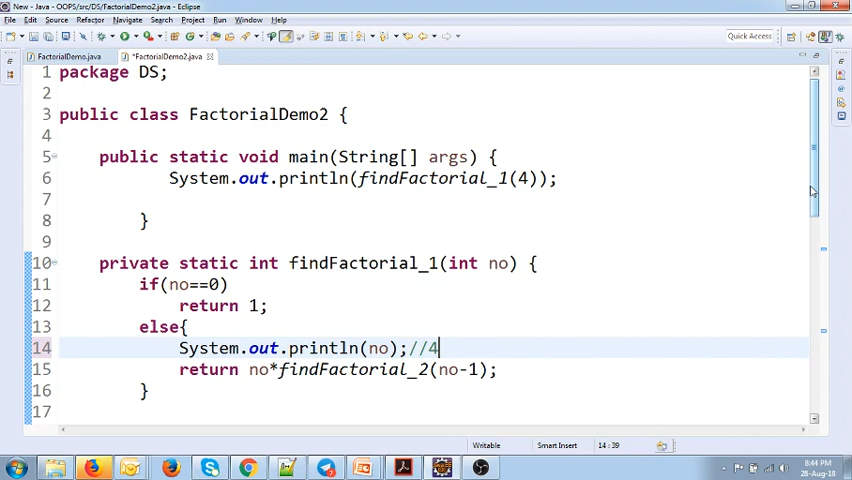 New - Java - OOPS/src/DS/FactorialDemo2.java - Eclipse
File Edit Source Refactor Navigate Search Project Run Window Help
Quick Access
FactorialDemo.java *FactorialDemo2.java
1 package DS;
2
3 public class FactorialDemo2 {
4
5 public static void main(String[] args) {
6 System.out.println(findFactorial_1(4));
7
8 }
9
10 private static int findFactorial_1(int no) {
11 if(no==0)
12 return 1;
13 else{
14 System.out.println(no);//4
15 return no*findFactorial_2(no-1);
16 }
17
Writable Smart Insert 14 : 39
8:44 PM
28-Aug-18